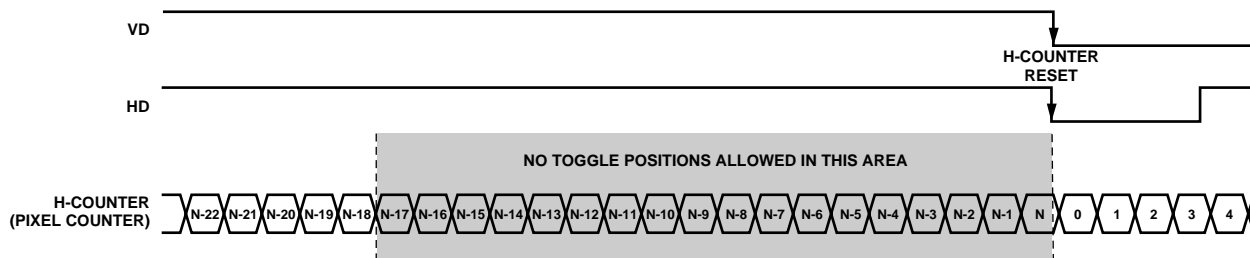 VD
H-COUNTER
RESET
HD
NO TOGGLE POSITIONS ALLOWED IN THIS AREA
H-COUNTER
(PIXEL COUNTER)
N-22 N-21 N-20 N-19 N-18 N-17 N-16 N-15 N-14 N-13 N-12 N-11 N-10 N-9 N-8 N-7 N-6 N-5 N-4 N-3 N-2 N-1 N 0 1 2 3 4